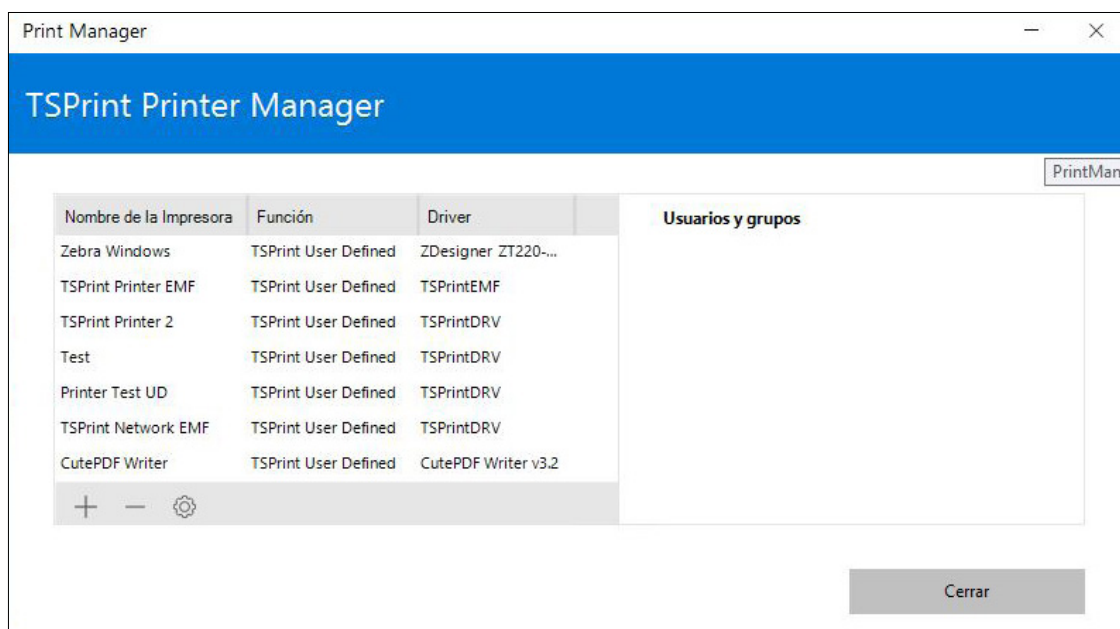 Print Manager
TSPrint Printer Manager
PrintMan
Nombre de la Impresora Función Driver
Usuarios y grupos
Zebra Windows TSPrint User Defined ZDesigner ZT220-...
TSPrint Printer EMF TSPrint User Defined TSPrintEMF
TSPrint Printer 2 TSPrint User Defined TSPrintDRV
Test TSPrint User Defined TSPrintDRV
Printer Test UD TSPrint User Defined TSPrintDRV
TSPrint Network EMF TSPrint User Defined TSPrintDRV
CutePDF Writer TSPrint User Defined CutePDF Writer v3.2
Cerrar